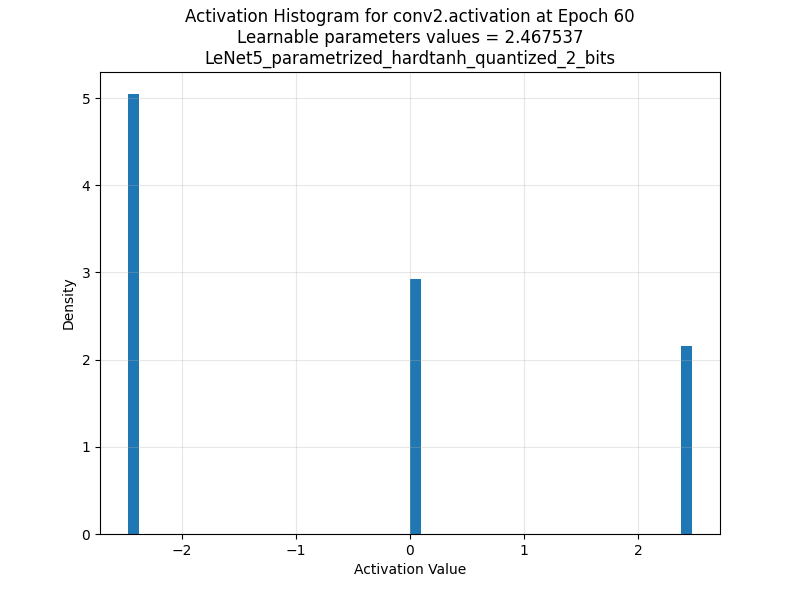 Activation Histogram for conv2.activation at Epoch 60
Learnable parameters values = 2.467537
LeNet5_parametrized_hardtanh_quantized_2_bits
5
4
3
2
1
0
Density
−2
−1
0
1
2
Activation Value